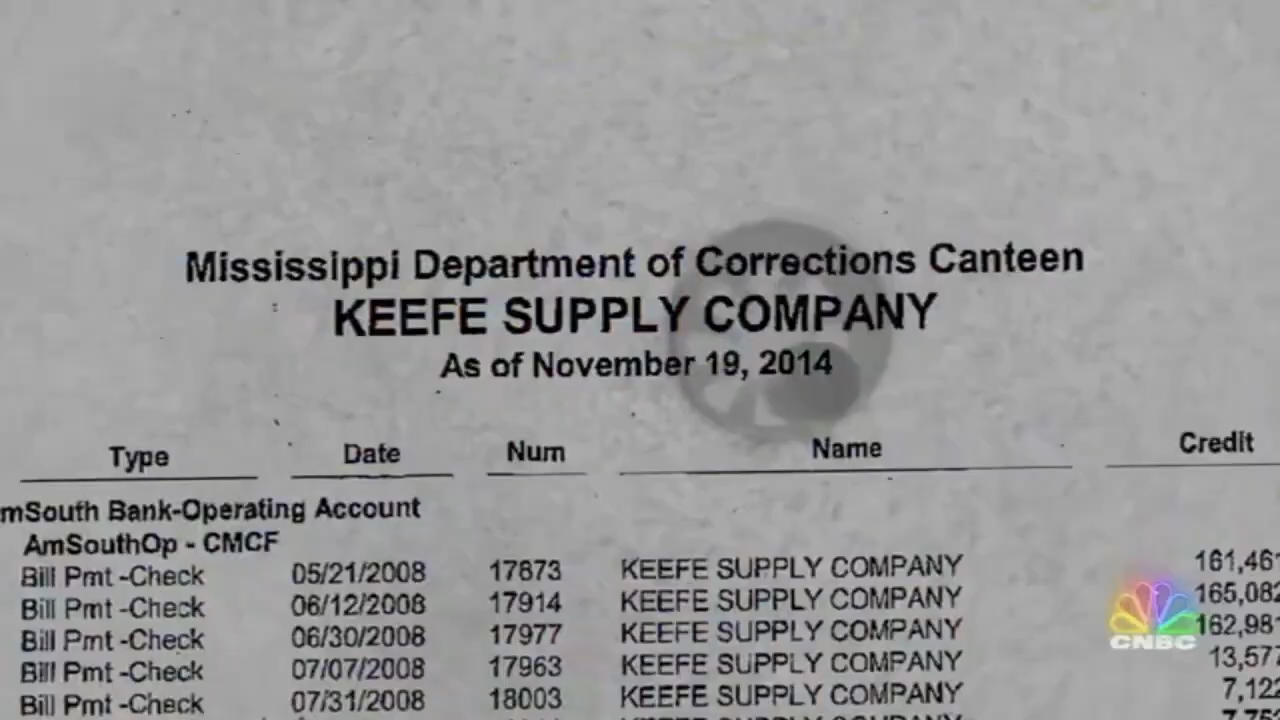 Mississippi Department of Corrections Canteen
KEEFE SUPPLY COMPANY
As of November 19, 2014
Type Date Num Name Credit
mSouth Bank-Operating Account
AmSouthOp - CMCF
Bill Pmt -Check 05/21/2008 17873 KEEFE SUPPLY COMPANY 161,461
Bill Pmt -Check 06/12/2008 17914 KEEFE SUPPLY COMPANY 165,082
Bill Pmt -Check 06/30/2008 17977 KEEFE SUPPLY COMPANY 162,981
Bill Pmt -Check 07/07/2008 17963 KEEFE SUPPLY COMPANY 13,577
Bill Pmt -Check 07/31/2008 18003 KEEFE SUPPLY COMPANY 7,122
CNBC